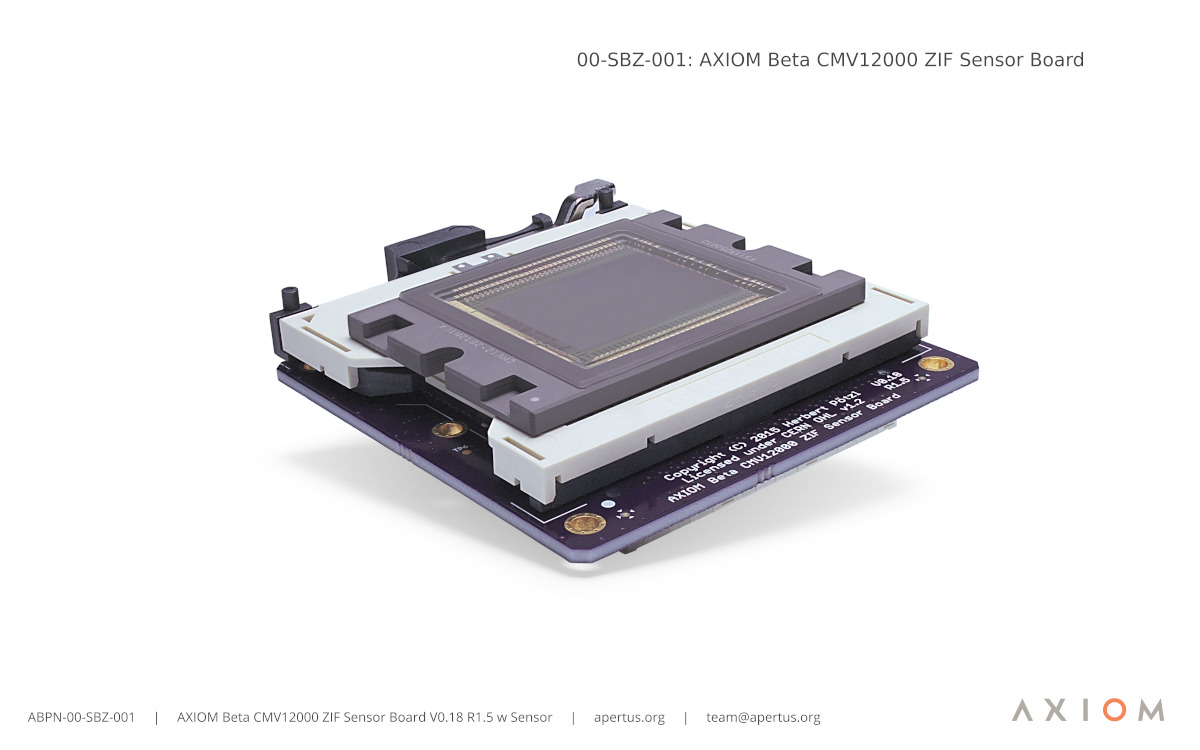 00-SBZ-001: AXIOM Beta CMV12000 ZIF Sensor Board
Copyright (C) 2015 Herbert Pötzl V0.18
Licensed under CERN OHL v1.2 R1.5
AXIOM Beta CMV12000 ZIF Sensor Board
ABPN-00-SBZ-001 | AXIOM Beta CMV12000 ZIF Sensor Board V0.18 R1.5 w Sensor | apertus.org | team@apertus.org
AXIOM